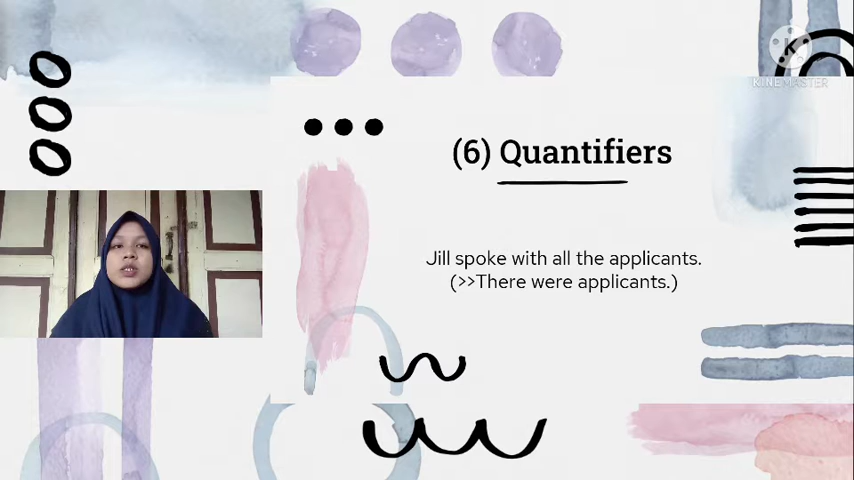 KINEMASTER
(6) Quantifiers
Jill spoke with all the applicants.
(>>There were applicants.)